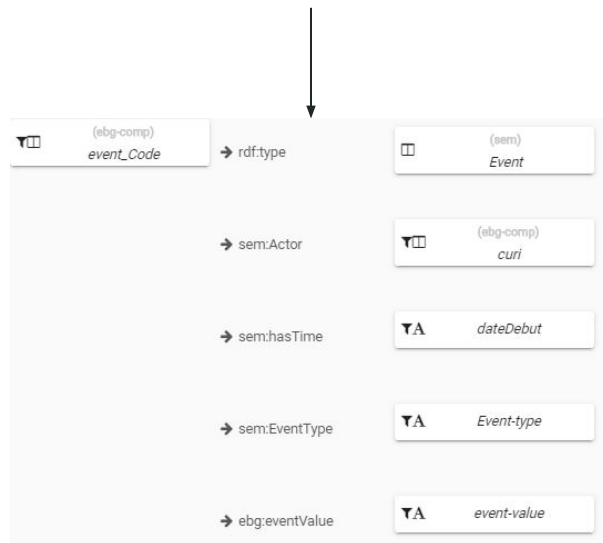 (ebg-comp)
event_Code
rdf:type
(sem)
Event
sem:Actor
(ebg-comp)
curi
sem:hasTime
A dateDebut
sem:EventType
A Event-type
ebg:eventValue
A event-value